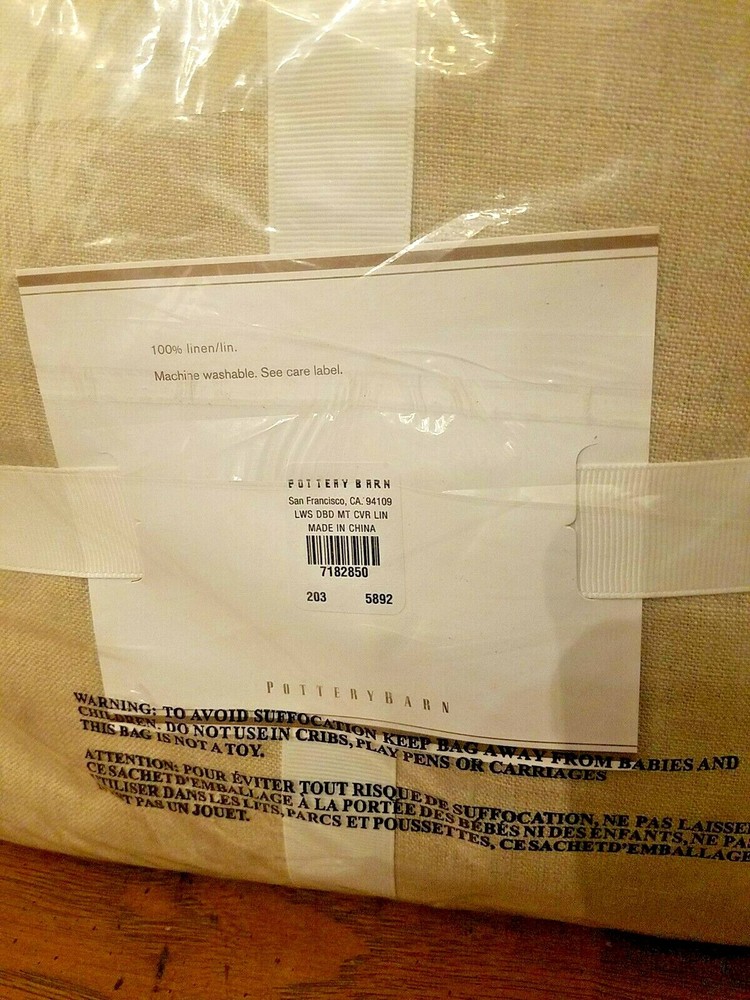 100% linen/lin.
Machine washable. See care label.
POTTERY BARN
San Francisco, CA. 94109
LWS DBD MT CVR LIN
MADE IN CHINA
7182850
203 5892
POTTERYBARN
WARNING: TO AVOID SUFFOCATION KEEP BAG AWAY FROM BABIES AND
CHILDREN. DO NOT USE IN CRIBS, PLAY PENS OR CARRIAGES
THIS BAG IS NOT A TOY.
ATTENTION: POUR ÉVITER TOUT RISQUE DE SUFFOCATION, NE PAS LAISSER
CE SACHET D'EMBALLAGE À LA PORTÉE DES BÉBÉS NI DES ENFANTS, NE PAS
UTILISER DANS LES LITS, PARCS ET POUSSETTES, CE SACHET D'EMBALLAGE
PAS UN JOUET.